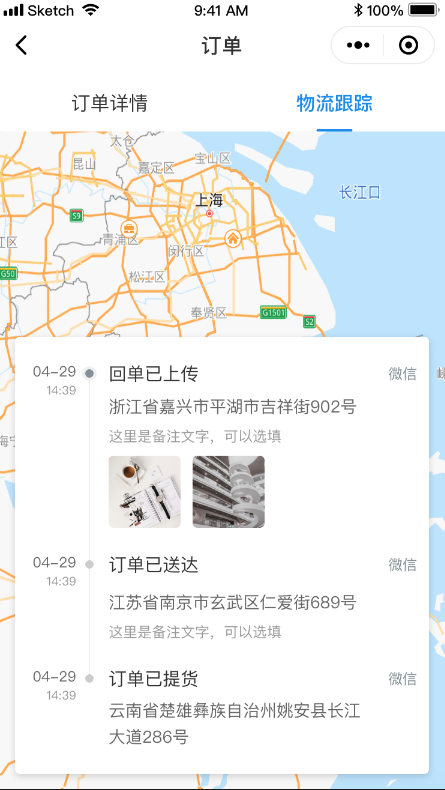 Sketch 9:41 AM 100%
订单
订单详情 物流跟踪
太仓
昆山 嘉定区 宝山区
上海 长江口
S9
青浦区
闵行区
G50
松江区
奉贤区 G1501
S2
04-29 回单已上传 微信
14:39
浙江省嘉兴市平湖市吉祥街902号
这里是备注文字，可以选填
04-29 订单已送达 微信
14:39
江苏省南京市玄武区仁爱街689号
这里是备注文字，可以选填
04-29 订单已提货 微信
14:39
云南省楚雄彝族自治州姚安县长江
大道286号